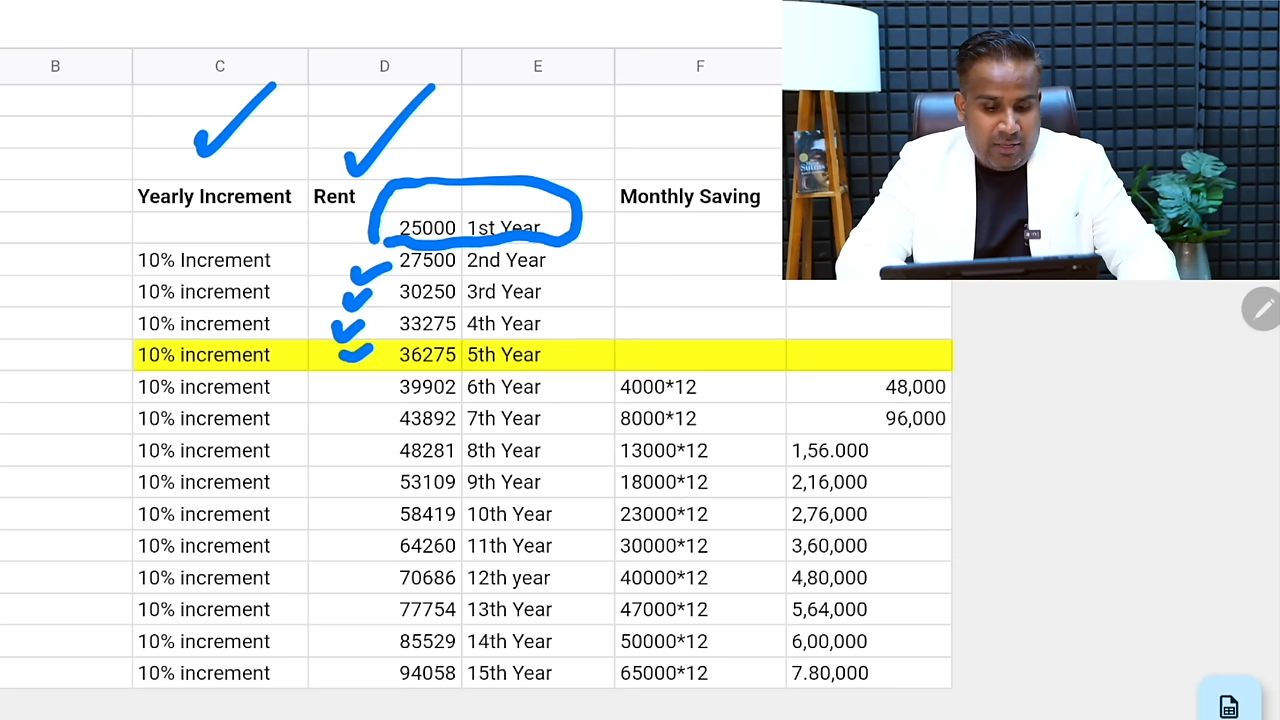 B C D E F
Yearly Increment Rent Monthly Saving
25000 1st Year
10% Increment 27500 2nd Year
10% increment 30250 3rd Year
10% increment 33275 4th Year
10% increment 36275 5th Year
10% increment 39902 6th Year 4000*12 48,000
10% increment 43892 7th Year 8000*12 96,000
10% increment 48281 8th Year 13000*12 1,56.000
10% increment 53109 9th Year 18000*12 2,16,000
10% increment 58419 10th Year 23000*12 2,76,000
10% increment 64260 11th Year 30000*12 3,60,000
10% increment 70686 12th year 40000*12 4,80,000
10% increment 77754 13th Year 47000*12 5,64,000
10% increment 85529 14th Year 50000*12 6,00,000
10% increment 94058 15th Year 65000*12 7.80,000